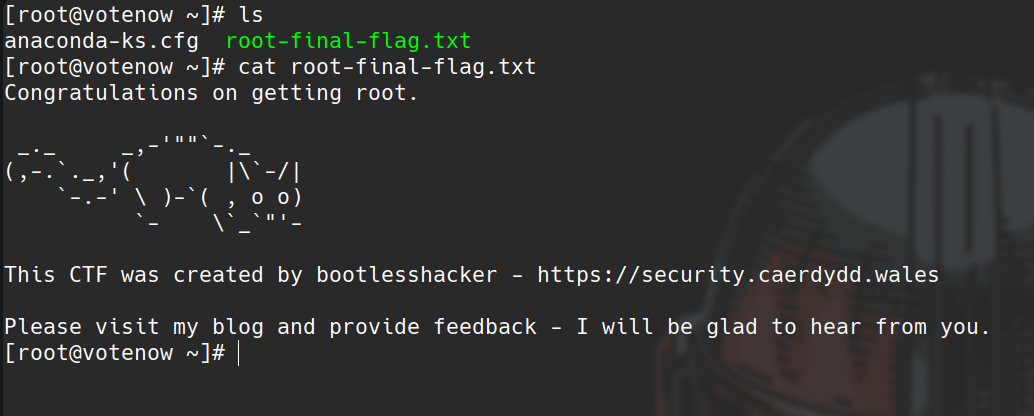 [root@votenow ~]# ls
anaconda-ks.cfg  root-final-flag.txt
[root@votenow ~]# cat root-final-flag.txt
Congratulations on getting root.

 _._     _,-'""`-._
(,-.`._,'(       |\`-/|
    `-.-' \ )-`( , o o)
          `-    \`_`"'-

This CTF was created by bootlesshacker - https://security.caerdydd.wales

Please visit my blog and provide feedback - I will be glad to hear from you.
[root@votenow ~]#